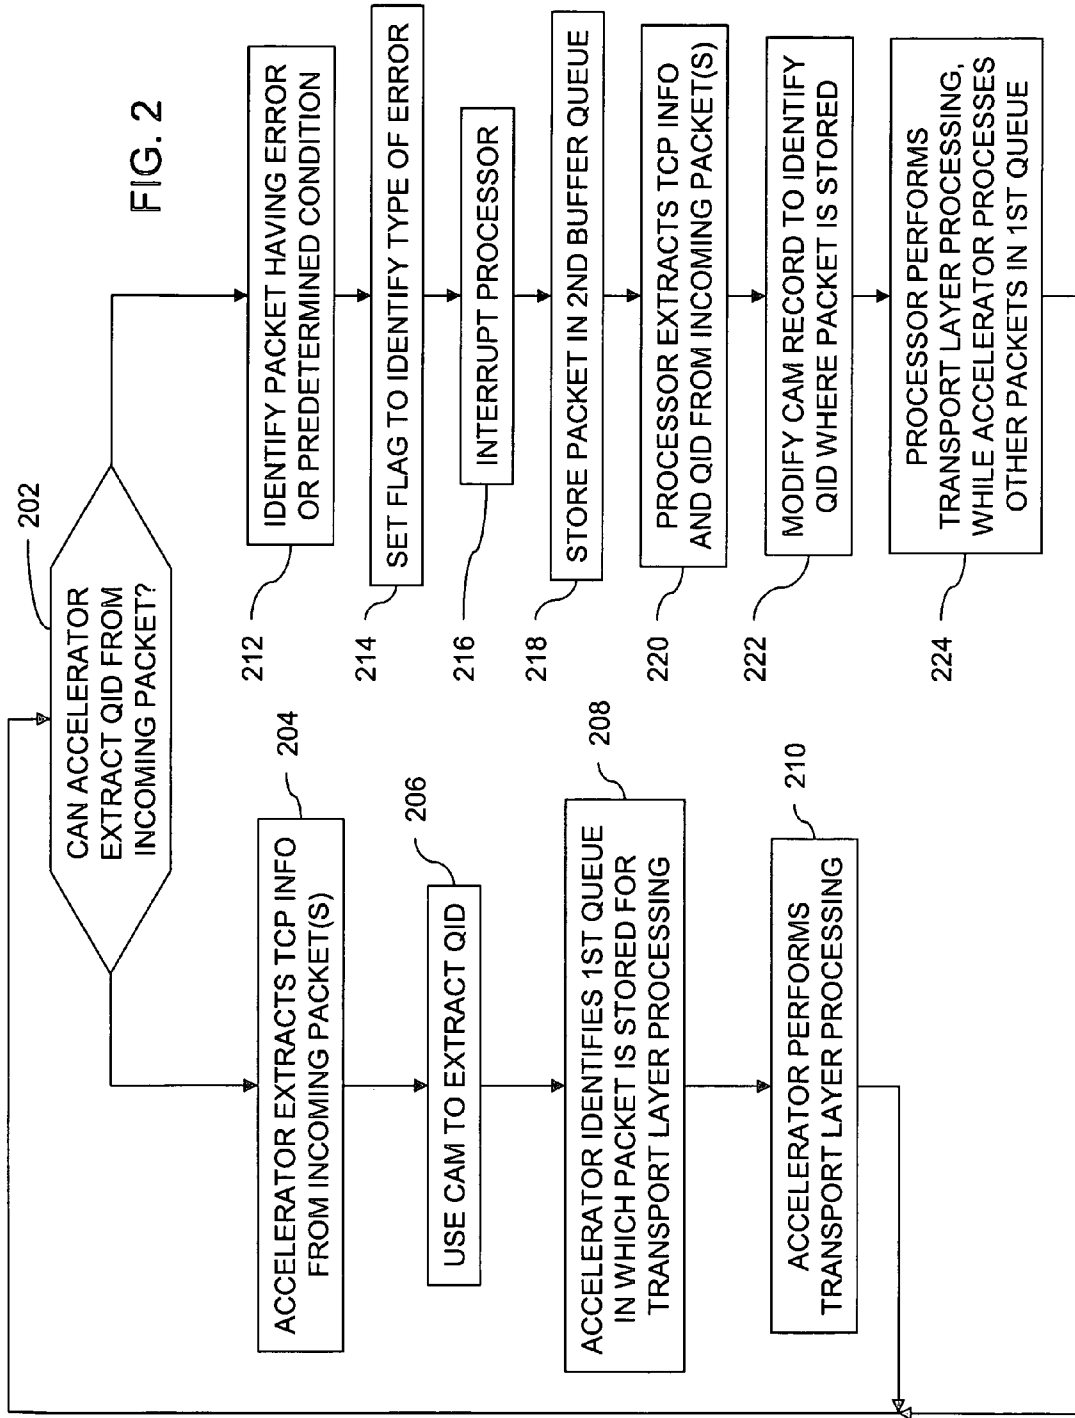 FIG. 2
202
CAN ACCELERATOR
EXTRACT QID FROM
INCOMING PACKET?
204
ACCELERATOR EXTRACTS TCP INFO
FROM INCOMING PACKET(S)
206
USE CAM TO EXTRACT QID
208
ACCELERATOR IDENTIFIES 1ST QUEUE
IN WHICH PACKET IS STORED FOR
TRANSPORT LAYER PROCESSING
210
ACCELERATOR PERFORMS
TRANSPORT LAYER PROCESSING
212
IDENTIFY PACKET HAVING ERROR
OR PREDETERMINED CONDITION
214
SET FLAG TO IDENTIFY TYPE OF ERROR
216
INTERRUPT PROCESSOR
218
STORE PACKET IN 2ND BUFFER QUEUE
220
PROCESSOR EXTRACTS TCP INFO
AND QID FROM INCOMING PACKET(S)
222
MODIFY CAM RECORD TO IDENTIFY
QID WHERE PACKET IS STORED
224
PROCESSOR PERFORMS
TRANSPORT LAYER PROCESSING,
WHILE ACCELERATOR PROCESSES
OTHER PACKETS IN 1ST QUEUE